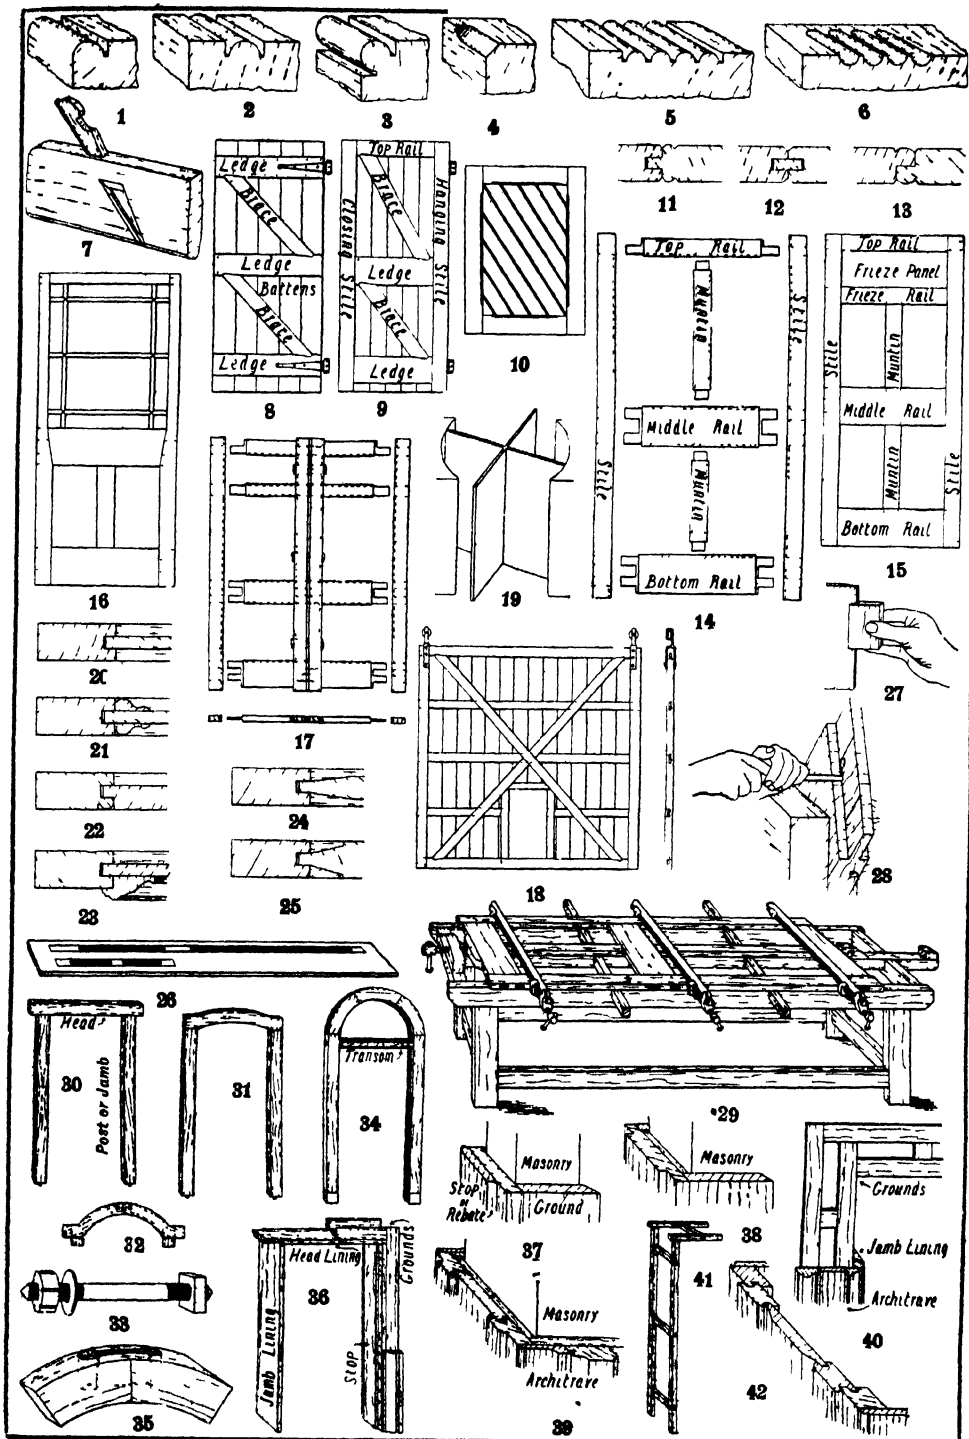 1
2
3
4
5
6
7
Ledge
Brace
Ledge
Battens
Brace
Ledge
8
Top Rail
Brace
Closing Stile
Hanging Stile
Ledge
Brace
Ledge
9
10
11
12
13
Top Rail
Muntin
Stile
Middle Rail
Stile
Muntin
Bottom Rail
14
Top Rail
Frieze Panel
Frieze Rail
Stile
Muntin
Middle Rail
Muntin
Stile
Bottom Rail
15
16
17
18
19
20
21
22
23
24
25
26
27
28
29
Head
30
Post or Jamb
31
32
33
Transom
34
35
Head Lining
Grounds
36
Jamb Lining
Stop
Masonry
Stop
or
Rebate
Ground
37
Masonry
38
Masonry
Architrave
39
Grounds
Jamb Lining
Architrave
40
41
42